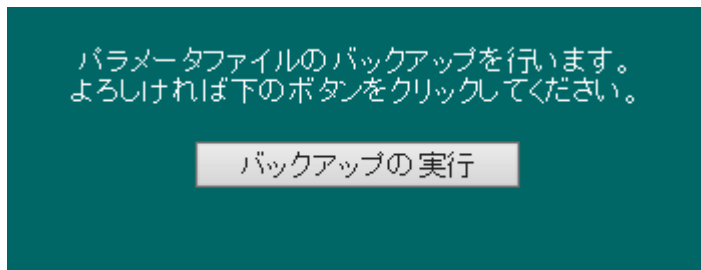 パラメータファイルのバックアップを行います。
よろしければ下のボタンをクリックしてください。
バックアップの実行